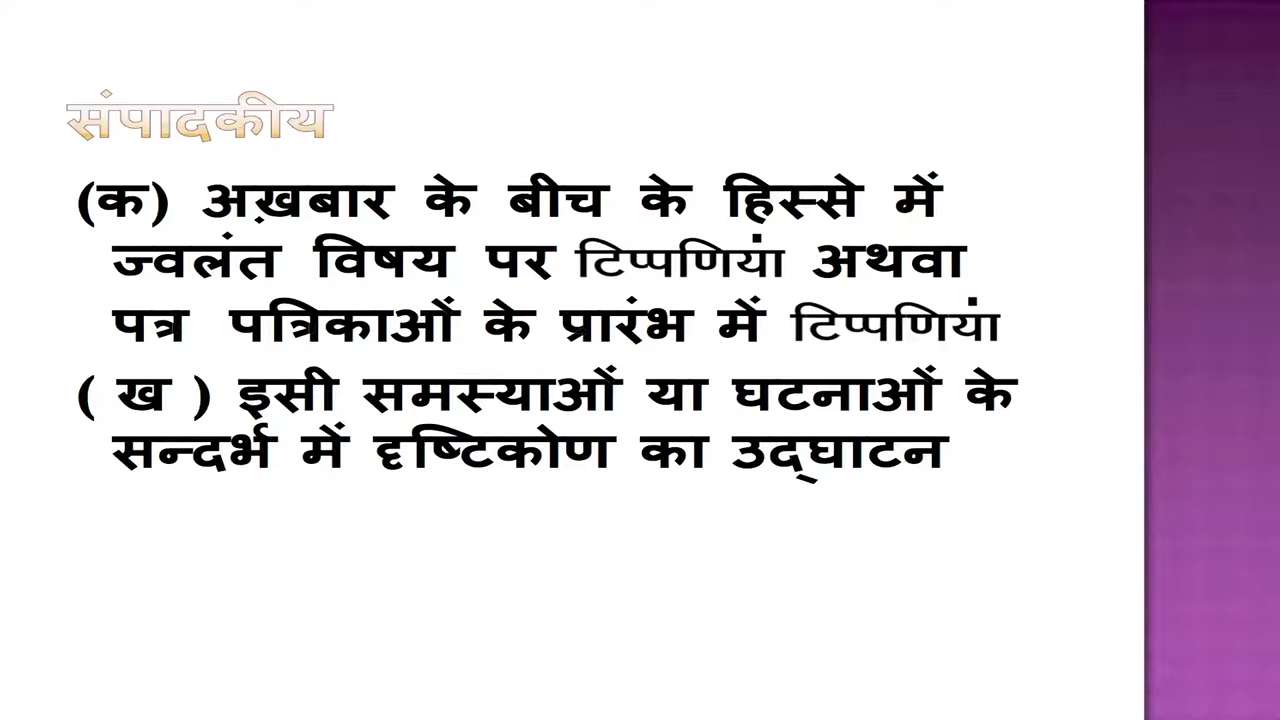 संपादकीय
(क) अख़बार के बीच के हिस्से में
ज्वलंत विषय पर टिप्पणियां अथवा
पत्र पत्रिकाओं के प्रारंभ में टिप्पणियां
( ख ) इसी समस्याओं या घटनाओं के
सन्दर्भ में दृष्टिकोण का उद्घाटन